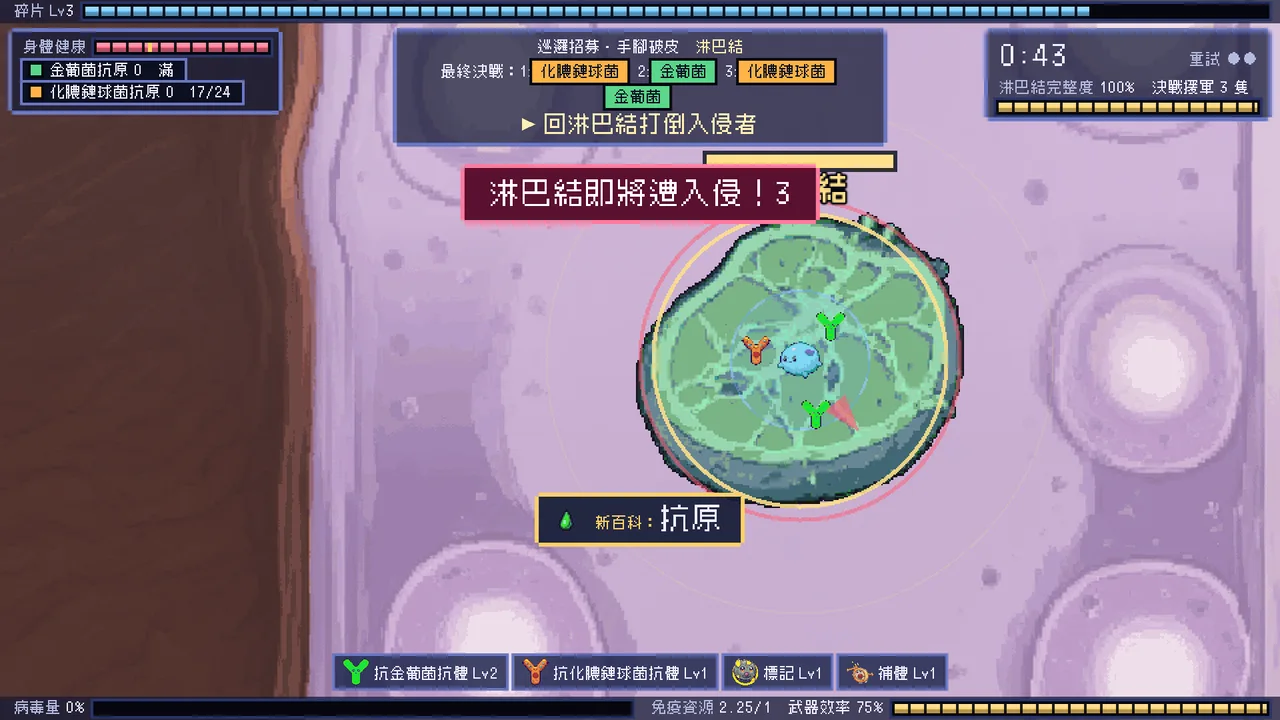 碎片 Lv3
身體健康
金葡菌抗原 0 滿
化膿鏈球菌抗原 0 17/24
巡邏招募·手腳破皮 淋巴結
最終決戰：1: 化膿鏈球菌 2: 金葡菌 3: 化膿鏈球菌
金葡菌
▶ 回淋巴結打倒入侵者
0:43 重試
淋巴結完整度 100% 決戰援軍 3 隻
淋巴結即將遭入侵！3
結
新百科：抗原
抗金葡菌抗體 Lv2 抗化膿鏈球菌抗體 Lv1 標記 Lv1 補體 Lv1
病毒量 0% 免疫資源 2.25/1 武器效率 75%